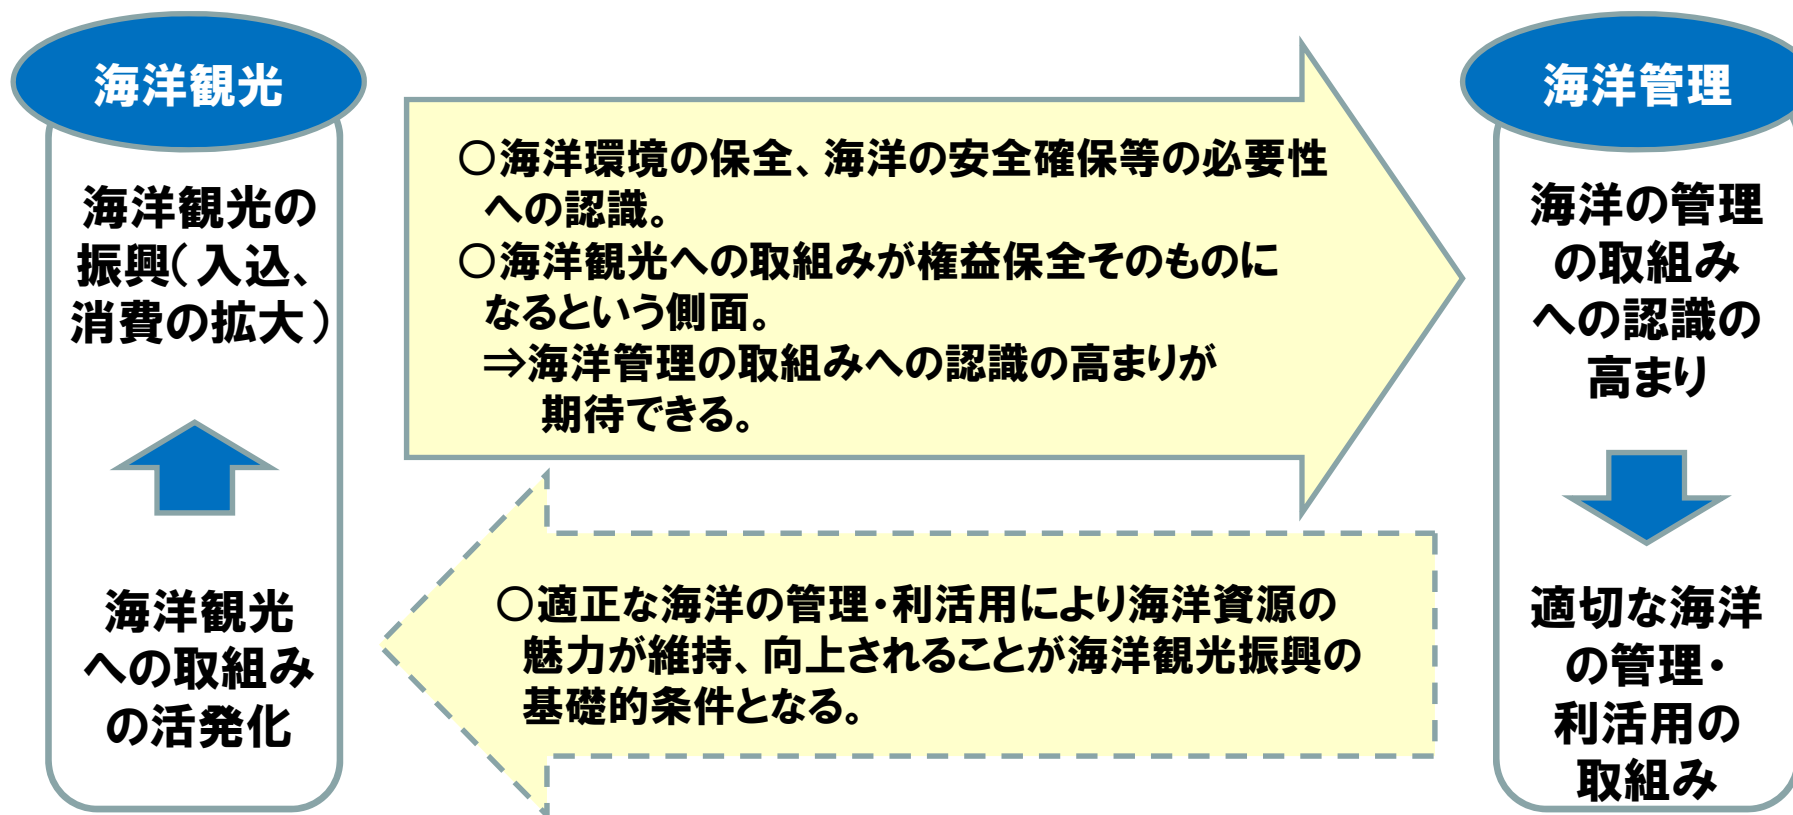 海洋観光
海洋観光の
振興(入込、
消費の拡大)
海洋観光
への取組み
の活発化
○海洋環境の保全、海洋の安全確保等の必要性
への認識。
○海洋観光への取組みが権益保全そのものに
なるという側面。
⇒海洋管理の取組みへの認識の高まりが
期待できる。
○適正な海洋の管理・利活用により海洋資源の
魅力が維持、向上されることが海洋観光振興の
基礎的条件となる。
海洋管理
海洋の管理
の取組み
への認識の
高まり
適切な海洋
の管理・
利活用の
取組み